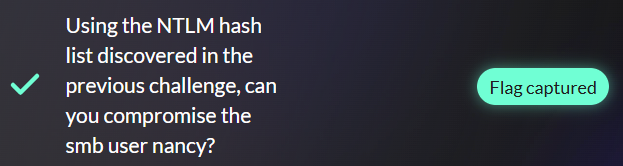 Using the NTLM hash
list discovered in the
previous challenge, can
you compromise the
smb user nancy?
Flag captured